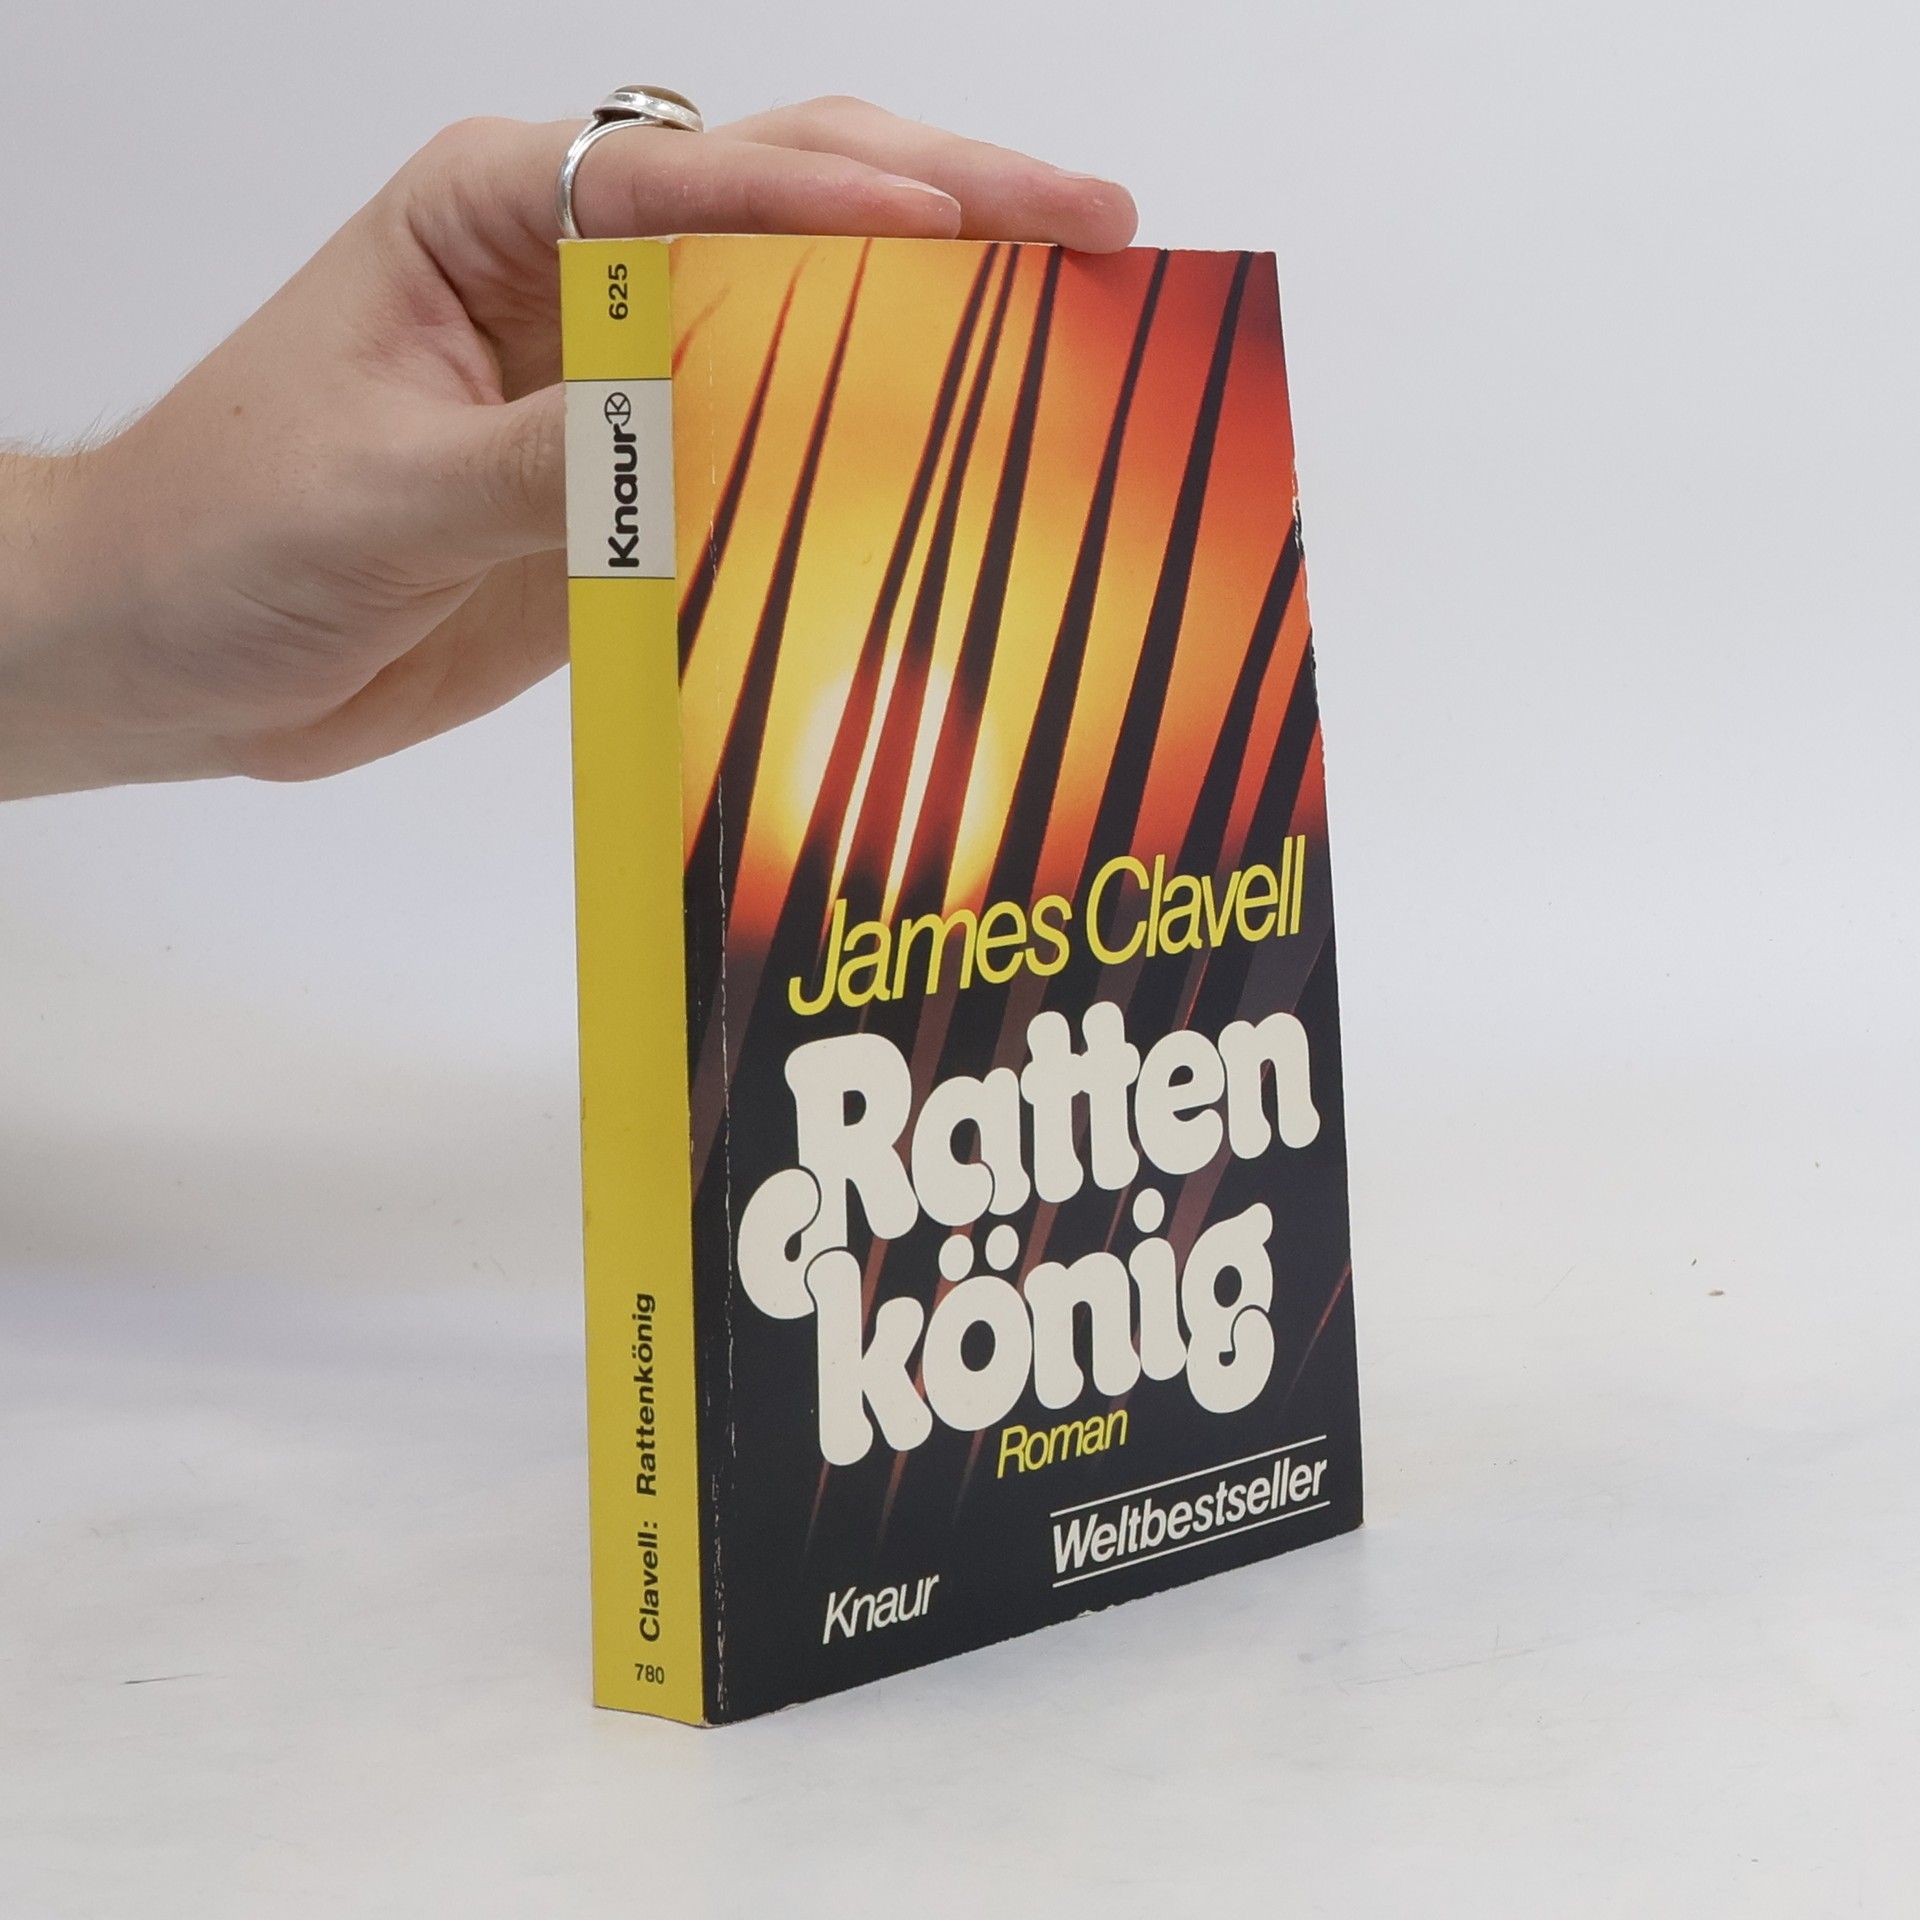 625
Knaur
780 Clavell: Rattenkönig
James Clavell
Ratten
könig
Roman
Weltbestseller
Knaur